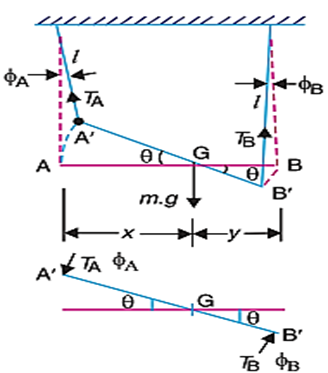 l
ϕA TA l ϕB
TB
A'
θ G
A θ B
m.g B'
x y
A' TA ϕA
θ G θ
B'
TB ϕB